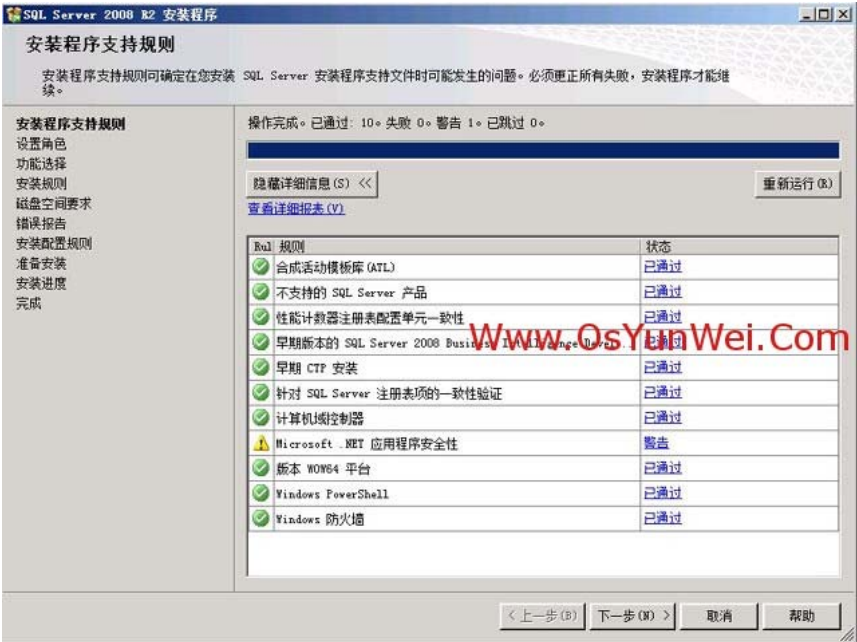 SQL Server 2008 R2 安装程序
安装程序支持规则
安装程序支持规则可确定在您安装 SQL Server 安装程序支持文件时可能发生的问题。必须更正所有失败，安装程序才能继
续。
安装程序支持规则
设置角色
功能选择
安装规则
磁盘空间要求
错误报告
安装配置规则
准备安装
安装进度
完成
操作完成。已通过: 10。失败 0。警告 1。已跳过 0。
隐藏详细信息(S) <<
重新运行(R)
查看详细报表(V)
Rul 规则 状态
合成活动模板库(ATL) 已通过
不支持的 SQL Server 产品 已通过
性能计数器注册表配置单元一致性 已通过
早期版本的 SQL Server 2008 Business Intelligence Devel... 已通过
Www.OsYunWei.Com
早期 CTP 安装 已通过
针对 SQL Server 注册表项的一致性验证 已通过
计算机域控制器 已通过
Microsoft .NET 应用程序安全性 警告
版本 WOW64 平台 已通过
Windows PowerShell 已通过
Windows 防火墙 已通过
< 上一步(B) 下一步(N) > 取消 帮助